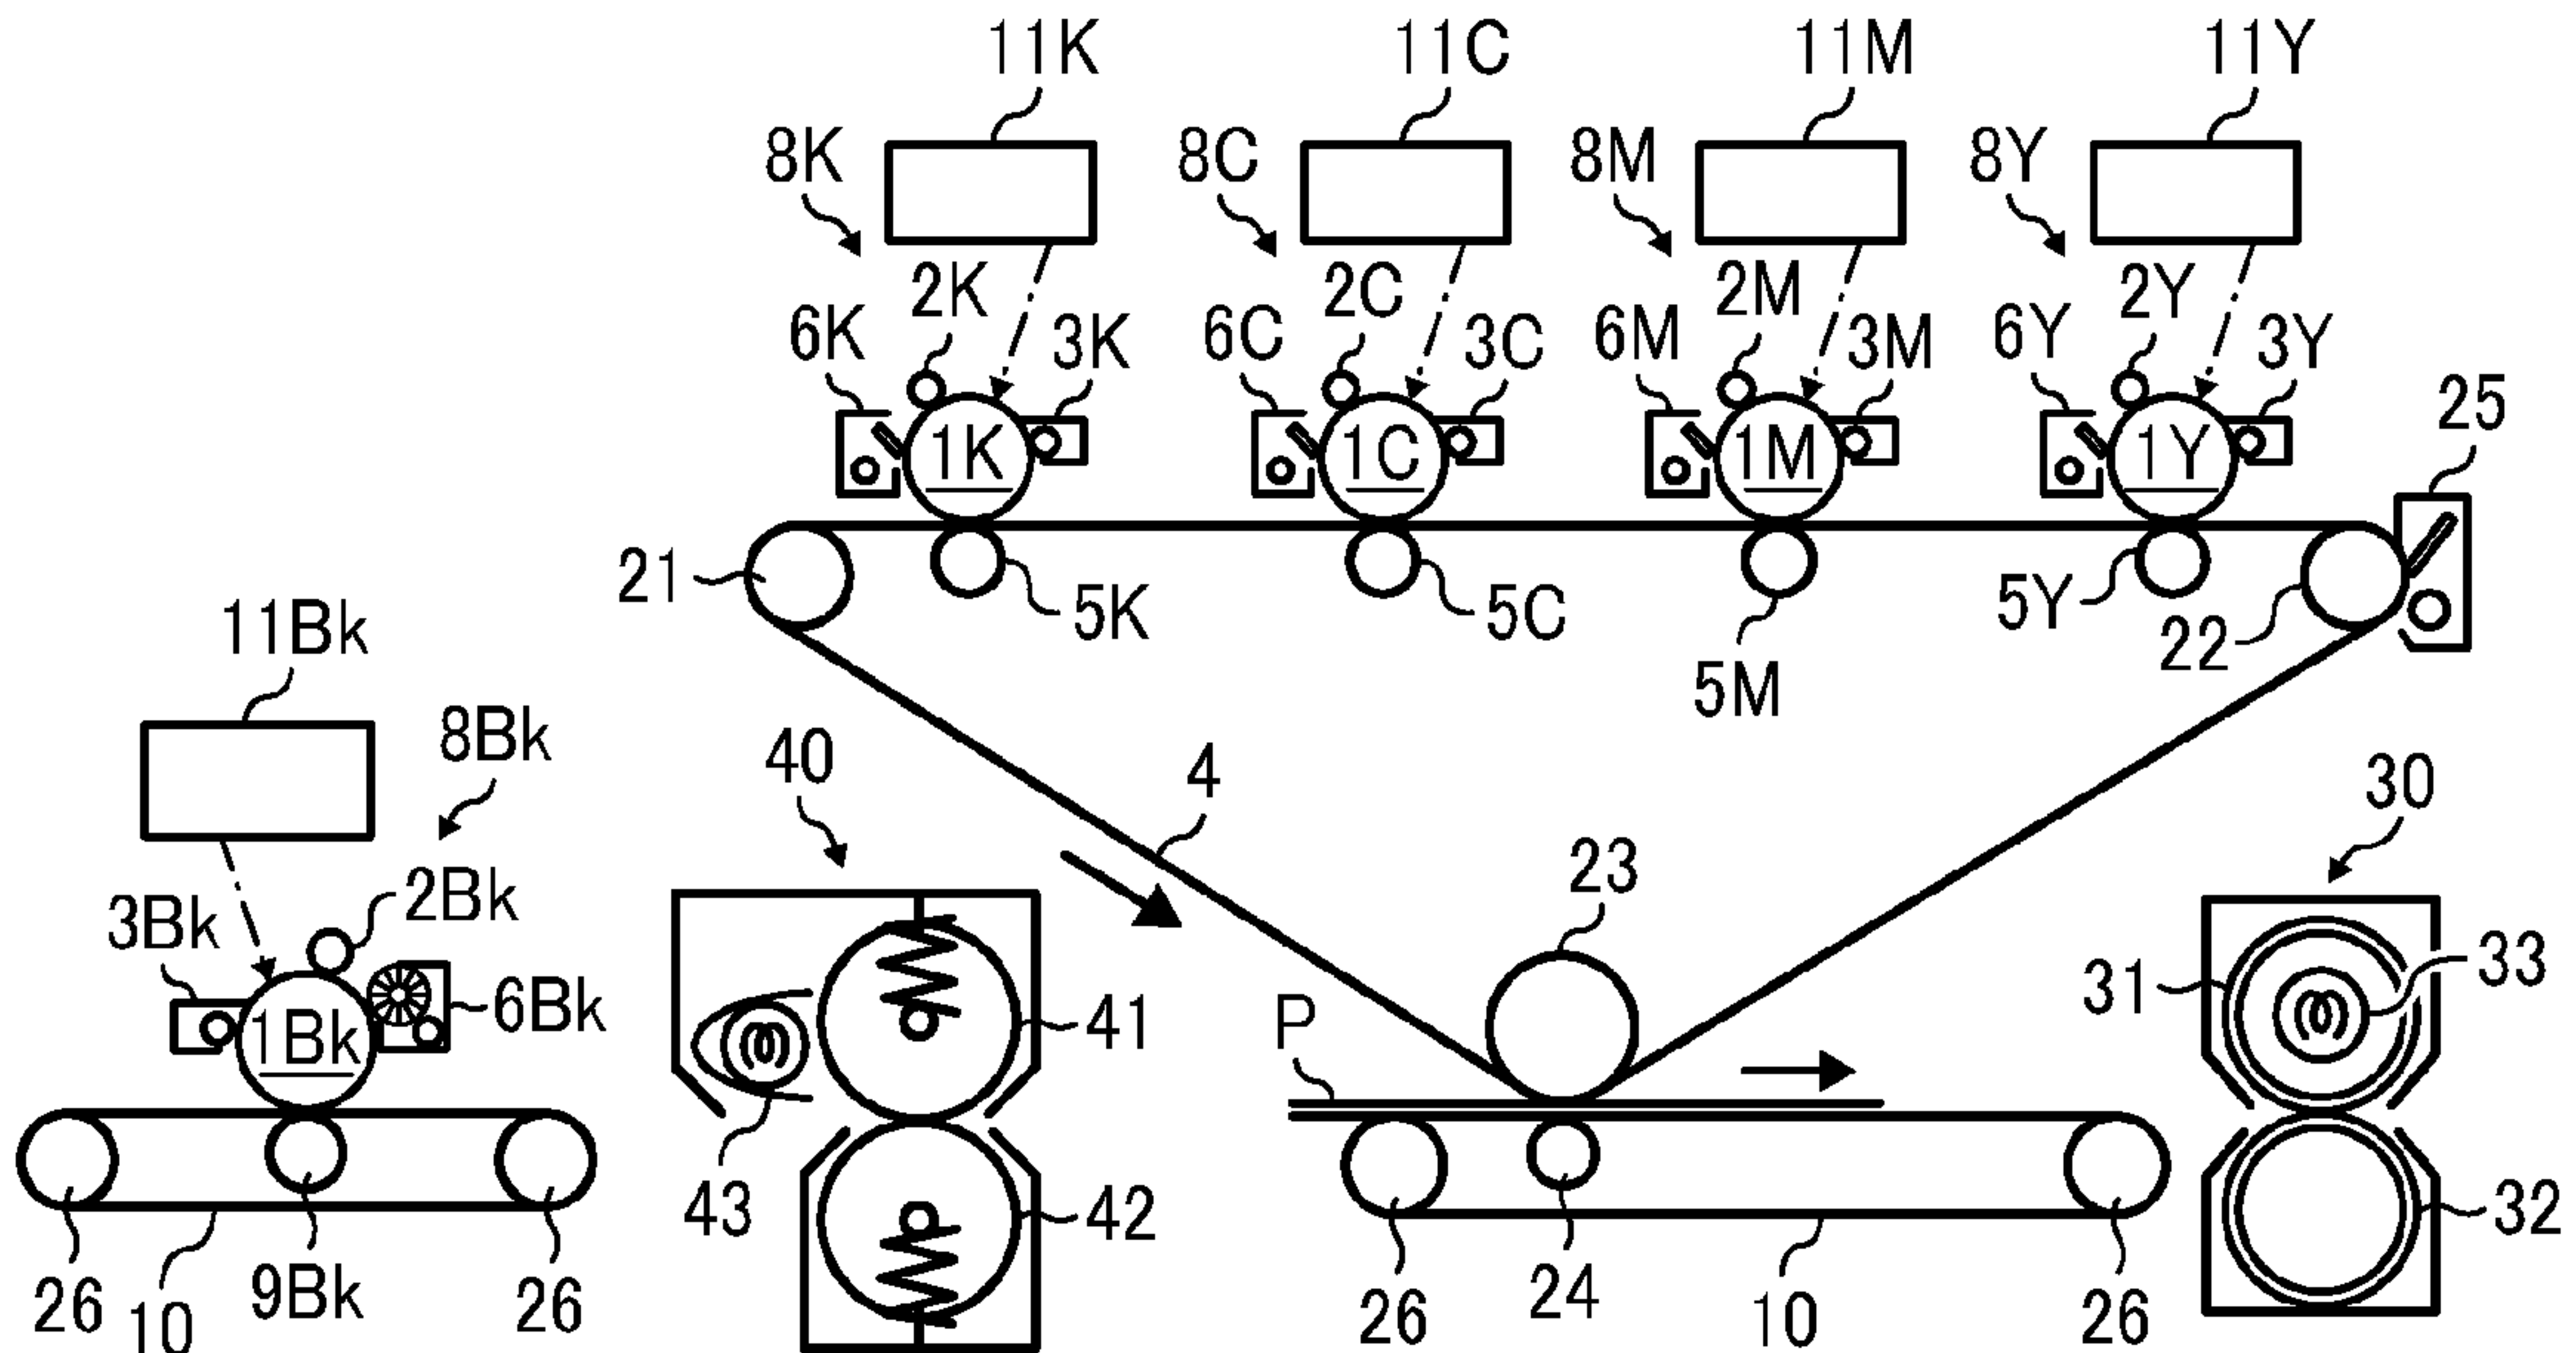 11K 11C 11M 11Y
8K 8C 8M 8Y
2K 2C 2M 2Y
6K 3K 6C 3C 6M 3M 6Y 3Y
25
1K 1C 1M 1Y
21 5K 5C 5M 5Y 22
11Bk
8Bk
40 4 30
23
2Bk
3Bk
33
31
6Bk
P
41
1Bk
43 42 32
26 10 9Bk 26
26 24 10 26